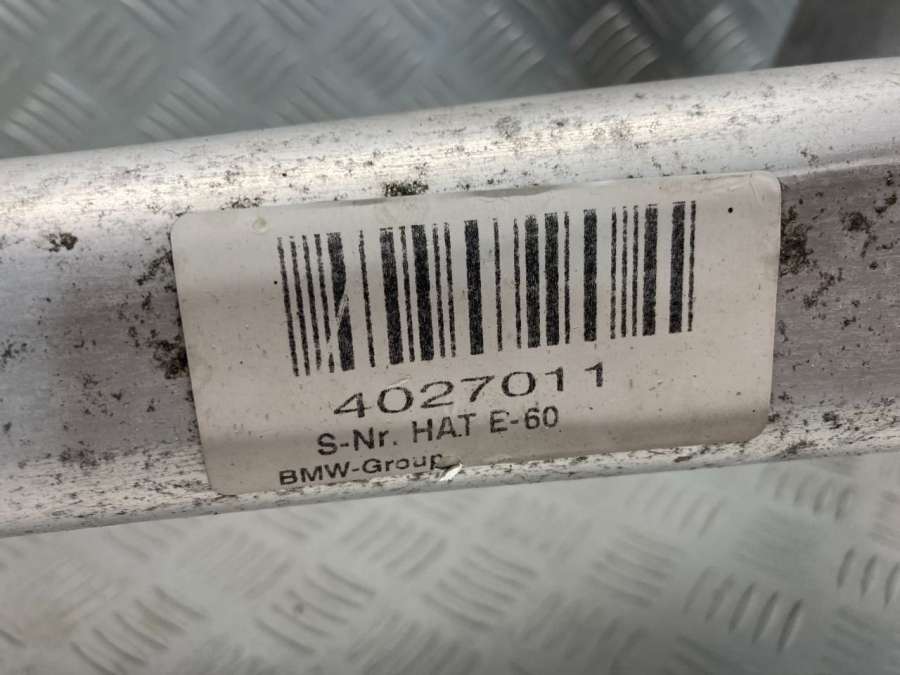 4027011
S-Nr. HAT E-60
BMW-Group